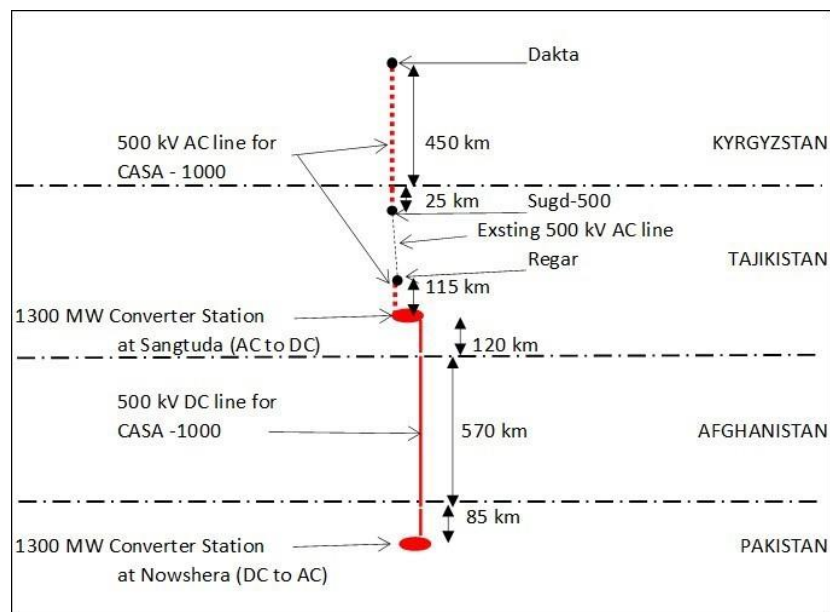 Dakta
500 kV AC line for
CASA - 1000
450 km
KYRGYZSTAN
25 km
Sugd-500
Exsting 500 kV AC line
TAJIKISTAN
Regar
115 km
1300 MW Converter Station
at Sangtuda (AC to DC)
120 km
500 kV DC line for
CASA -1000
570 km
AFGHANISTAN
85 km
1300 MW Converter Station
at Nowshera (DC to AC)
PAKISTAN